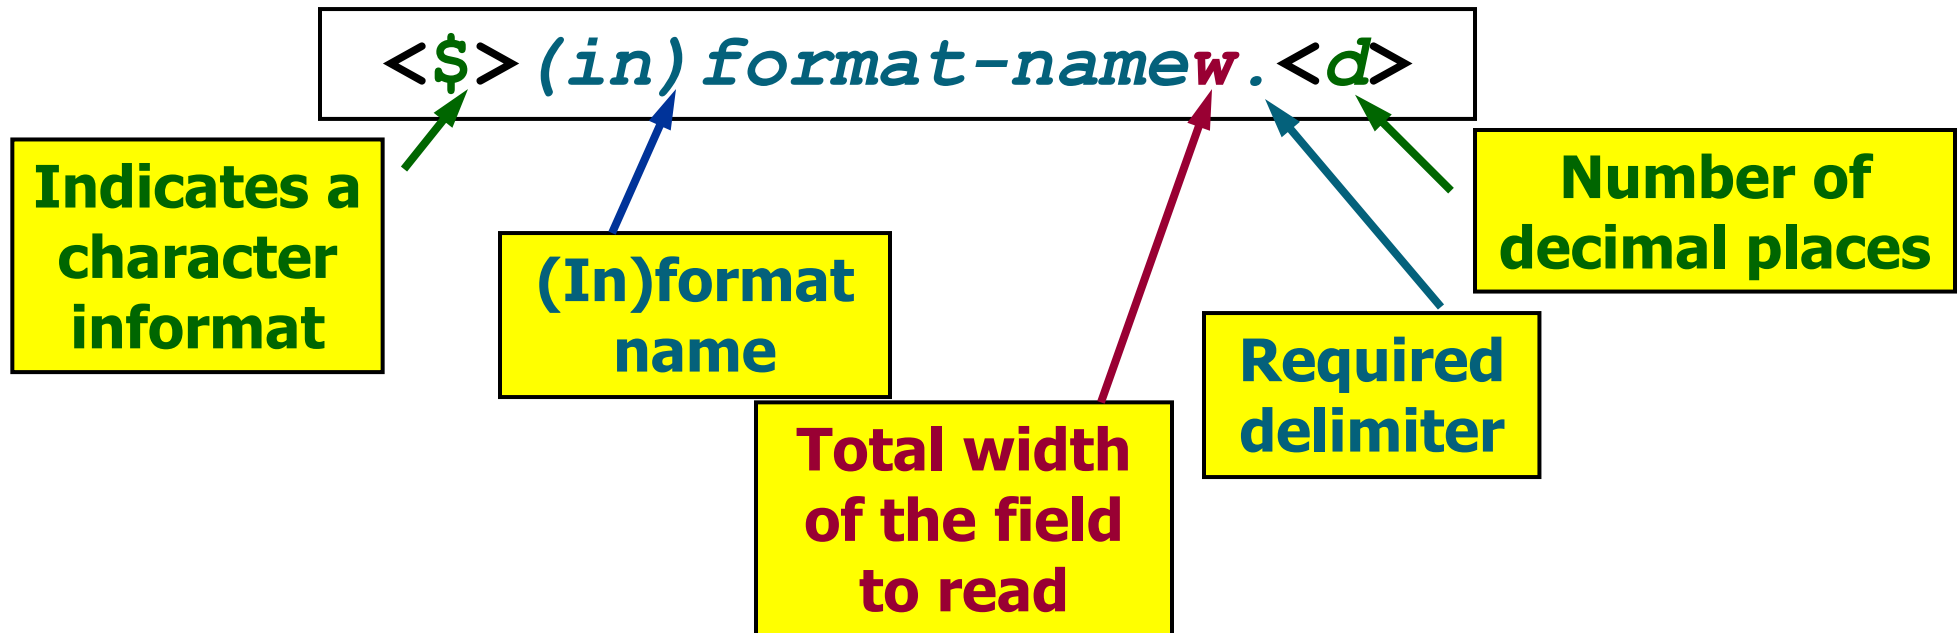 <$>(in)format-namew.<d>
Indicates a
character
informat
(In)format
name
Total width
of the field
to read
Required
delimiter
Number of
decimal places